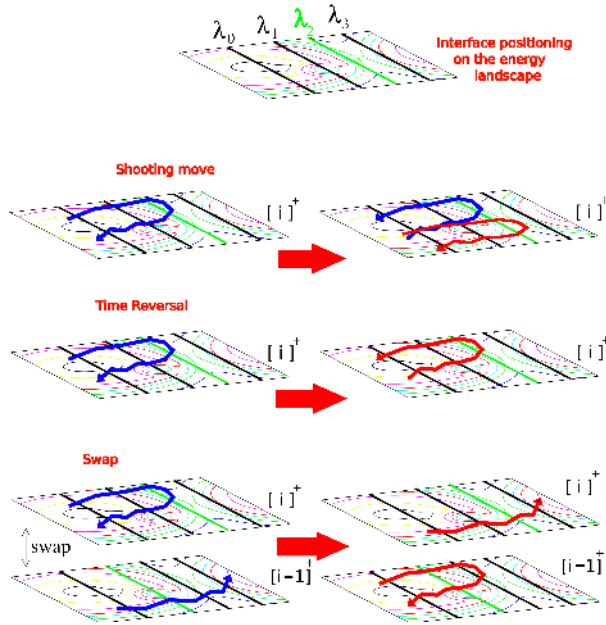 λ₀ λ₁ λ₂ λ₃
Interface positioning
on the energy
landscape
Shooting move
[i]⁺ [i]⁺
Time Reversal
[i]⁺ [i]⁺
Swap
[i]⁺ [i]⁺
swap
[i-1]⁺ [i-1]⁺